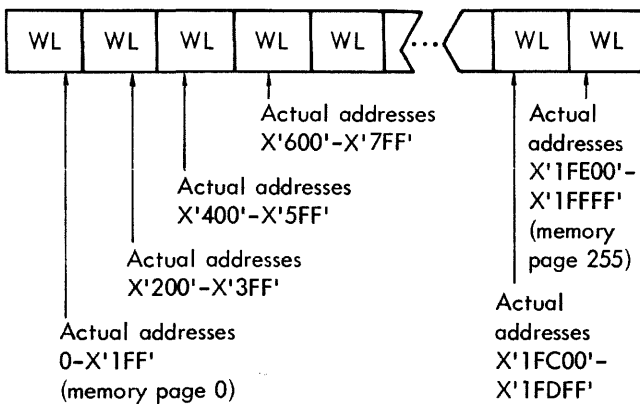 WL WL WL WL WL ... WL WL
Actual addresses
X'600'-X'7FF'
Actual addresses
X'400'-X'5FF'
Actual addresses
X'200'-X'3FF'
Actual addresses
0-X'1FF'
(memory page 0)
Actual
addresses
X'1FE00'-
X'1FFFF'
(memory
page 255)
Actual
addresses
X'1FC00'-
X'1FDFF'